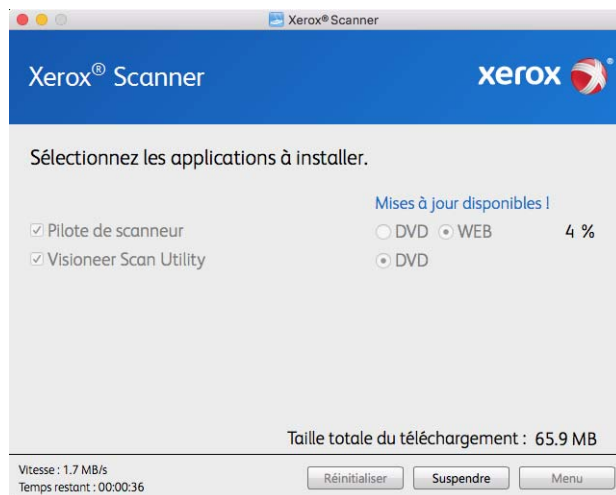 Xerox® Scanner
Xerox® Scanner
xerox ®
Sélectionnez les applications à installer.
Mises à jour disponibles !
Pilote de scanneur DVD WEB 4 %
Visioneer Scan Utility DVD
Taille totale du téléchargement : 65.9 MB
Vitesse : 1.7 MB/s
Temps restant : 00:00:36
Réinitialiser Suspendre Menu